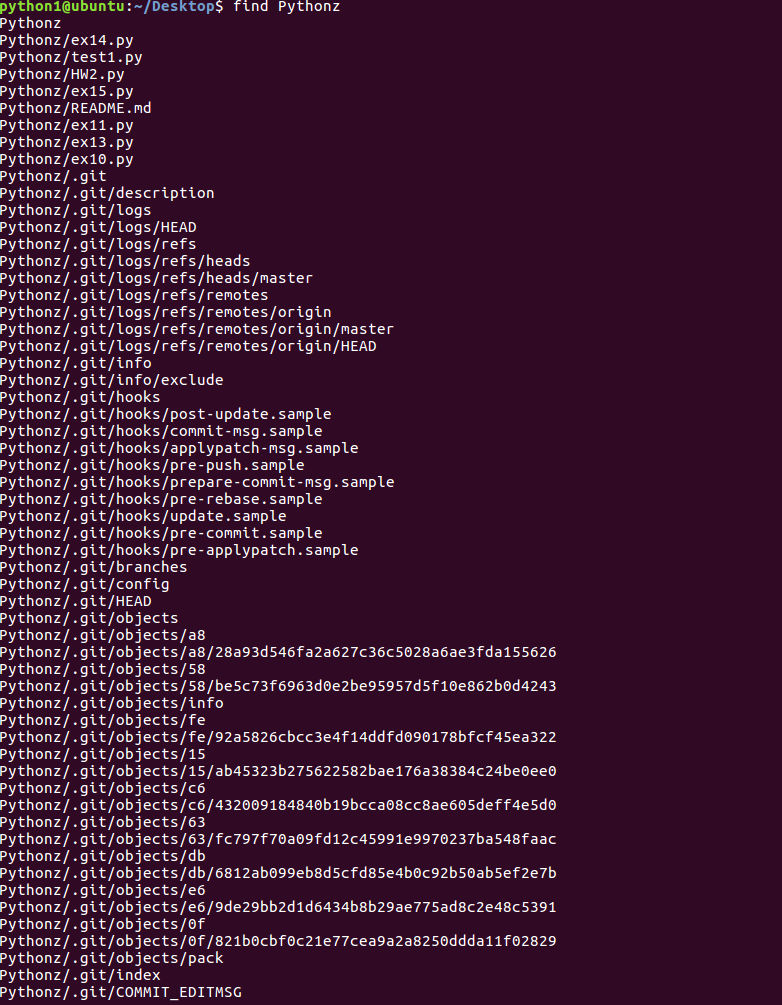 python1@ubuntu:~/Desktop$ find Pythonz
Pythonz
Pythonz/ex14.py
Pythonz/test1.py
Pythonz/HW2.py
Pythonz/ex15.py
Pythonz/README.md
Pythonz/ex11.py
Pythonz/ex13.py
Pythonz/ex10.py
Pythonz/.git
Pythonz/.git/description
Pythonz/.git/logs
Pythonz/.git/logs/HEAD
Pythonz/.git/logs/refs
Pythonz/.git/logs/refs/heads
Pythonz/.git/logs/refs/heads/master
Pythonz/.git/logs/refs/remotes
Pythonz/.git/logs/refs/remotes/origin
Pythonz/.git/logs/refs/remotes/origin/master
Pythonz/.git/logs/refs/remotes/origin/HEAD
Pythonz/.git/info
Pythonz/.git/info/exclude
Pythonz/.git/hooks
Pythonz/.git/hooks/post-update.sample
Pythonz/.git/hooks/commit-msg.sample
Pythonz/.git/hooks/applypatch-msg.sample
Pythonz/.git/hooks/pre-push.sample
Pythonz/.git/hooks/prepare-commit-msg.sample
Pythonz/.git/hooks/pre-rebase.sample
Pythonz/.git/hooks/update.sample
Pythonz/.git/hooks/pre-commit.sample
Pythonz/.git/hooks/pre-applypatch.sample
Pythonz/.git/branches
Pythonz/.git/config
Pythonz/.git/HEAD
Pythonz/.git/objects
Pythonz/.git/objects/a8
Pythonz/.git/objects/a8/28a93d546fa2a627c36c5028a6ae3fda155626
Pythonz/.git/objects/58
Pythonz/.git/objects/58/be5c73f6963d0e2be95957d5f10e862b0d4243
Pythonz/.git/objects/info
Pythonz/.git/objects/fe
Pythonz/.git/objects/fe/92a5826cbcc3e4f14ddfd090178bfcf45ea322
Pythonz/.git/objects/15
Pythonz/.git/objects/15/ab45323b275622582bae176a38384c24be0ee0
Pythonz/.git/objects/c6
Pythonz/.git/objects/c6/432009184840b19bcca08cc8ae605deff4e5d0
Pythonz/.git/objects/63
Pythonz/.git/objects/63/fc797f70a09fd12c45991e9970237ba548faac
Pythonz/.git/objects/db
Pythonz/.git/objects/db/6812ab099eb8d5cfd85e4b0c92b50ab5ef2e7b
Pythonz/.git/objects/e6
Pythonz/.git/objects/e6/9de29bb2d1d6434b8b29ae775ad8c2e48c5391
Pythonz/.git/objects/0f
Pythonz/.git/objects/0f/821b0cbf0c21e77cea9a2a8250ddda11f02829
Pythonz/.git/objects/pack
Pythonz/.git/index
Pythonz/.git/COMMIT_EDITMSG